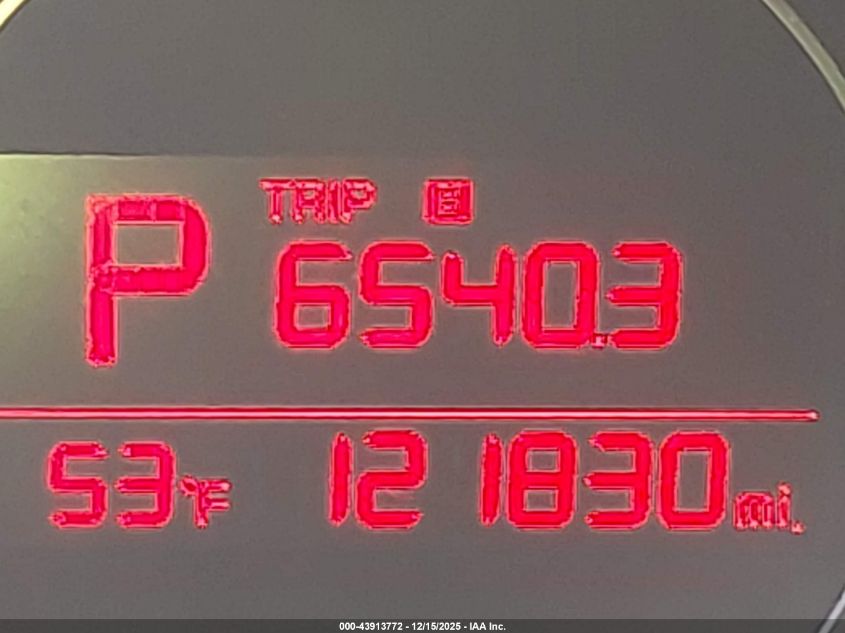 P TRIP B
6540.3
53°F 121830 mi.
000-43913772 - 12/15/2025 - IAA Inc.